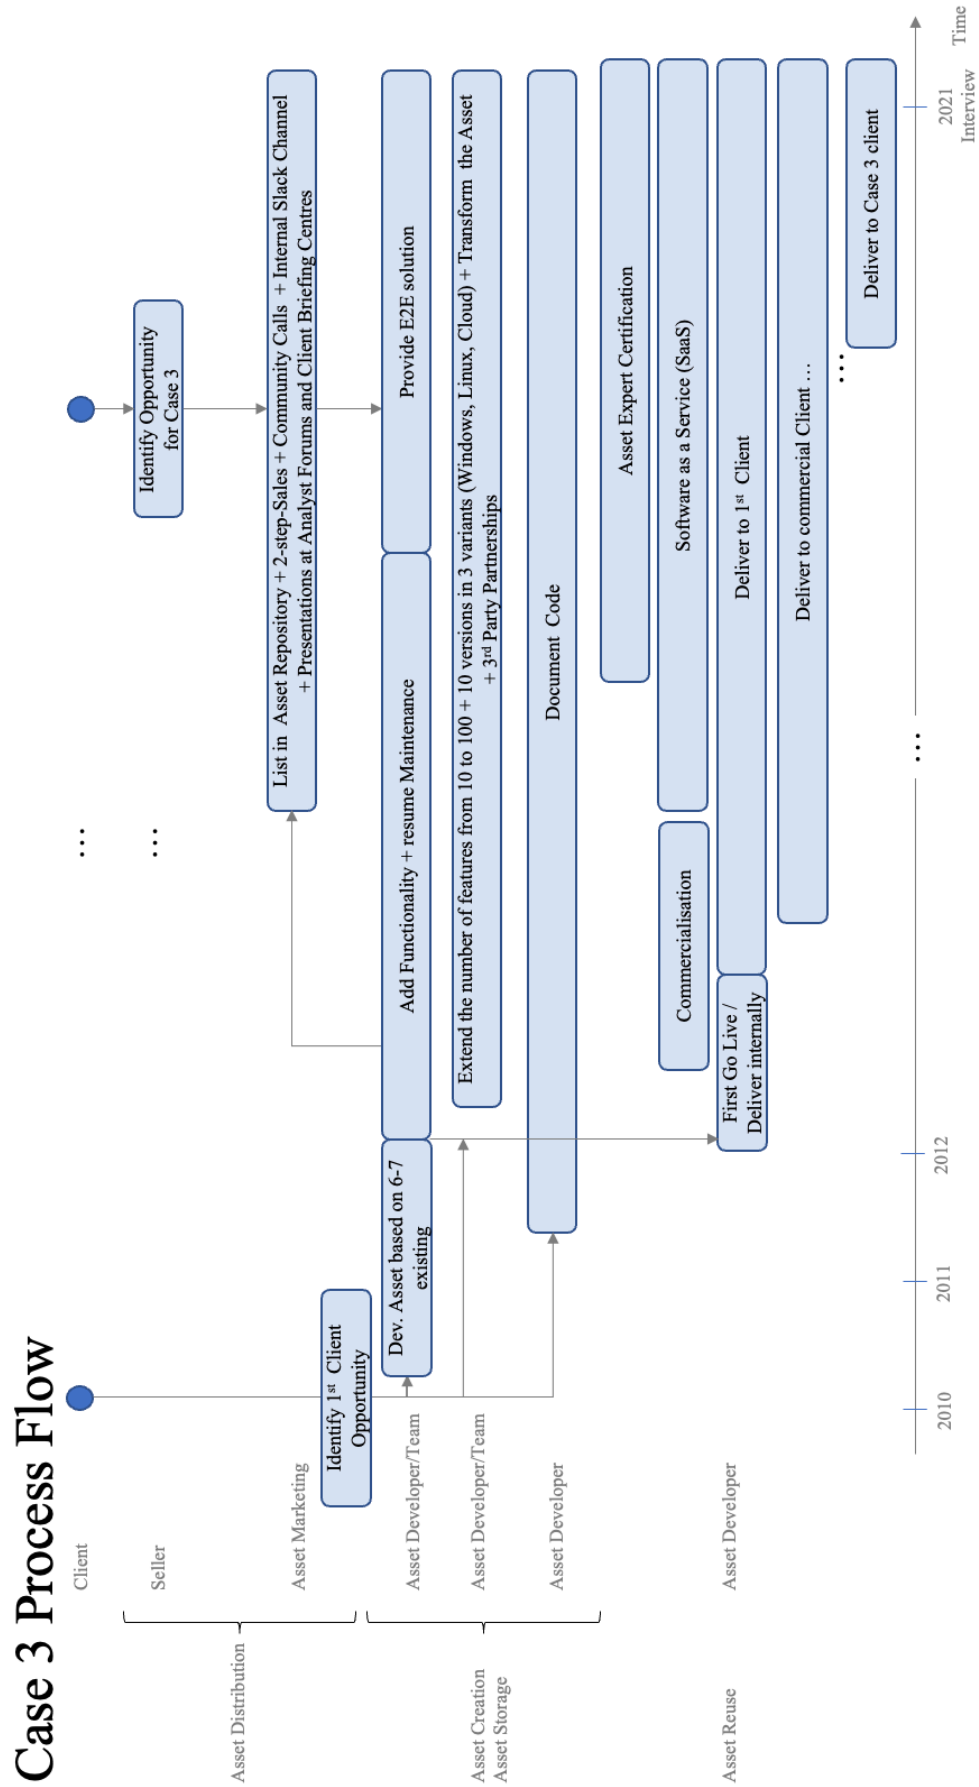 Case 3 Process Flow
Client
Seller
...
...
Identify Opportunity
for Case 3
Asset Distribution
Asset Marketing
List in Asset Repository + 2-step-Sales + Community Calls + Internal Slack Channel
+ Presentations at Analyst Forums and Client Briefing Centres
Identify 1st Client
Opportunity
Asset Creation
Asset Storage
Asset Developer/Team
Dev. Asset based on 6-7
existing
Add Functionality + resume Maintenance
Provide E2E solution
Asset Developer/Team
Extend the number of features from 10 to 100 + 10 versions in 3 variants (Windows, Linux, Cloud) + Transform the Asset
+ 3rd Party Partnerships
Asset Developer
Document Code
Asset Expert Certification
Commercialisation
Software as a Service (SaaS)
Asset Reuse
Asset Developer
First Go Live /
Deliver internally
Deliver to 1st Client
Deliver to commercial Client ...
...
Deliver to Case 3 client
...
2010
2011
2012
2021
Interview
Time